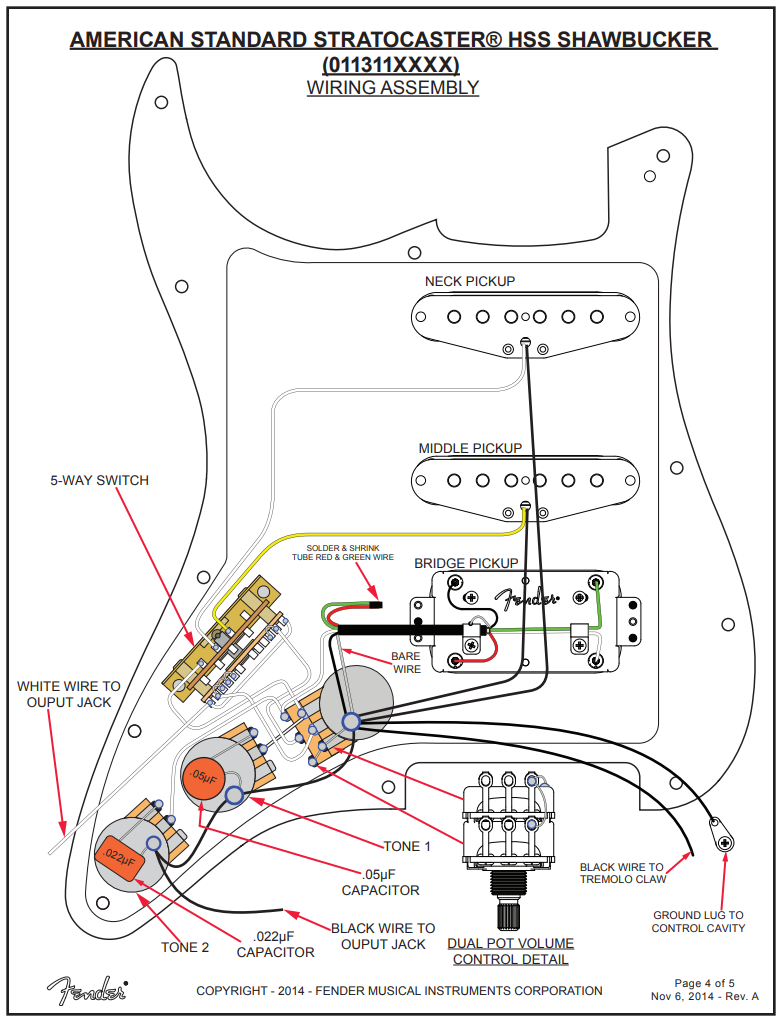 AMERICAN STANDARD STRATOCASTER® HSS SHAWBUCKER
(011311XXXX)
WIRING ASSEMBLY
NECK PICKUP
MIDDLE PICKUP
5-WAY SWITCH
SOLDER & SHRINK
TUBE RED & GREEN WIRE
BRIDGE PICKUP
Fender
BARE
WIRE
WHITE WIRE TO
OUPUT JACK
.05µF
.022µF
TONE 1
.05µF
CAPACITOR
BLACK WIRE TO
TREMOLO CLAW
GROUND LUG TO
CONTROL CAVITY
BLACK WIRE TO
OUPUT JACK
.022µF
CAPACITOR
TONE 2
DUAL POT VOLUME
CONTROL DETAIL
Fender
COPYRIGHT - 2014 - FENDER MUSICAL INSTRUMENTS CORPORATION
Page 4 of 5
Nov 6, 2014 - Rev. A